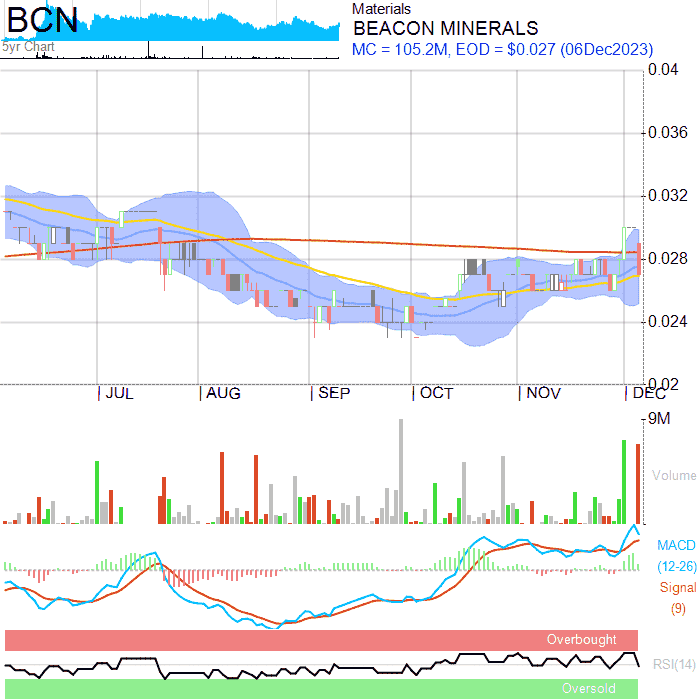 BCN
5yr Chart
Materials
BEACON MINERALS
MC = 105.2M, EOD = $0.027 (06Dec2023)
0.04
0.036
0.032
0.028
0.024
0.02
JUL AUG SEP OCT NOV DEC
9M
Volume
MACD
(12-26)
Signal
(9)
Overbought
RSI(14)
Oversold